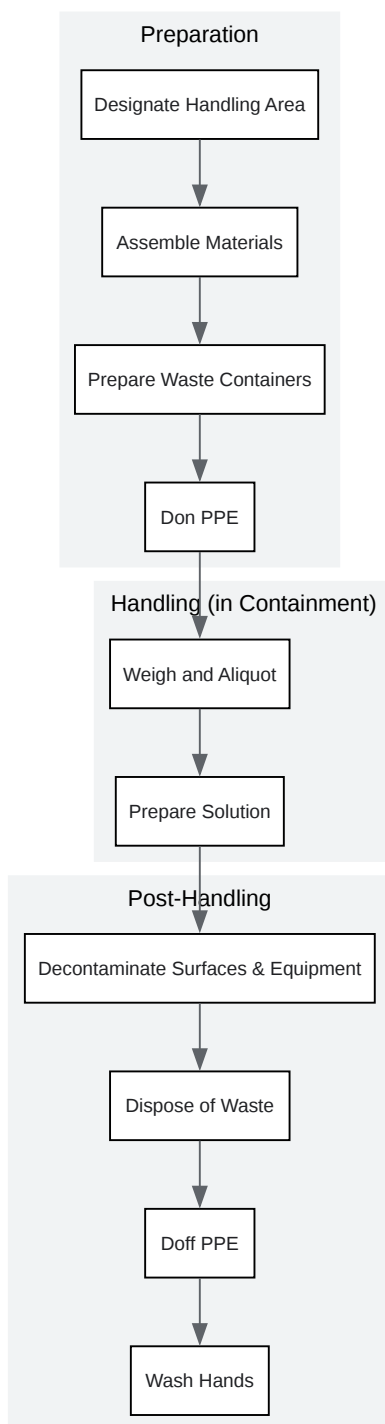 Preparation
Designate Handling Area
Assemble Materials
Prepare Waste Containers
Don PPE
Handling (in Containment)
Weigh and Aliquot
Prepare Solution
Post-Handling
Decontaminate Surfaces & Equipment
Dispose of Waste
Doff PPE
Wash Hands